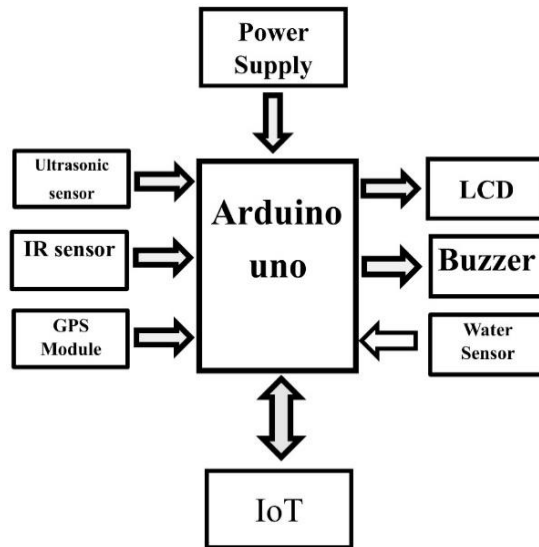 Power
Supply
Ultrasonic
sensor
Arduino
uno
LCD
IR sensor
Buzzer
GPS
Module
Water
Sensor
IoT